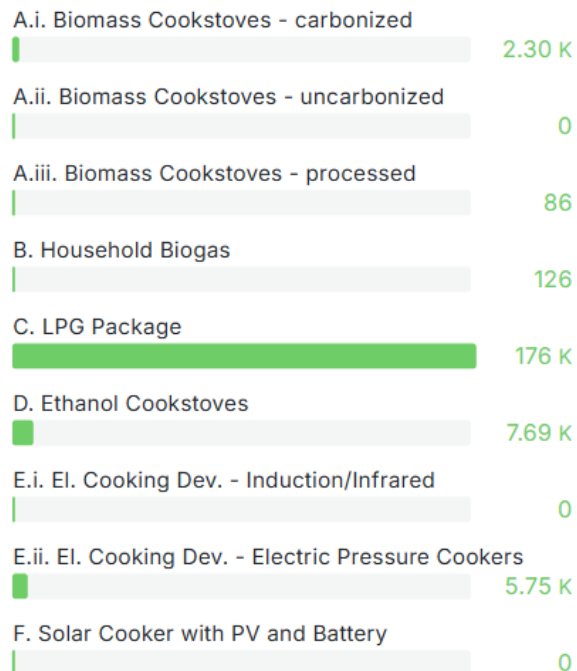 A.i. Biomass Cookstoves - carbonized
2.30 K
A.ii. Biomass Cookstoves - uncarbonized
0
A.iii. Biomass Cookstoves - processed
86
B. Household Biogas
126
C. LPG Package
176 K
D. Ethanol Cookstoves
7.69 K
E.i. El. Cooking Dev. - Induction/Infrared
0
E.ii. El. Cooking Dev. - Electric Pressure Cookers
5.75 K
F. Solar Cooker with PV and Battery
0